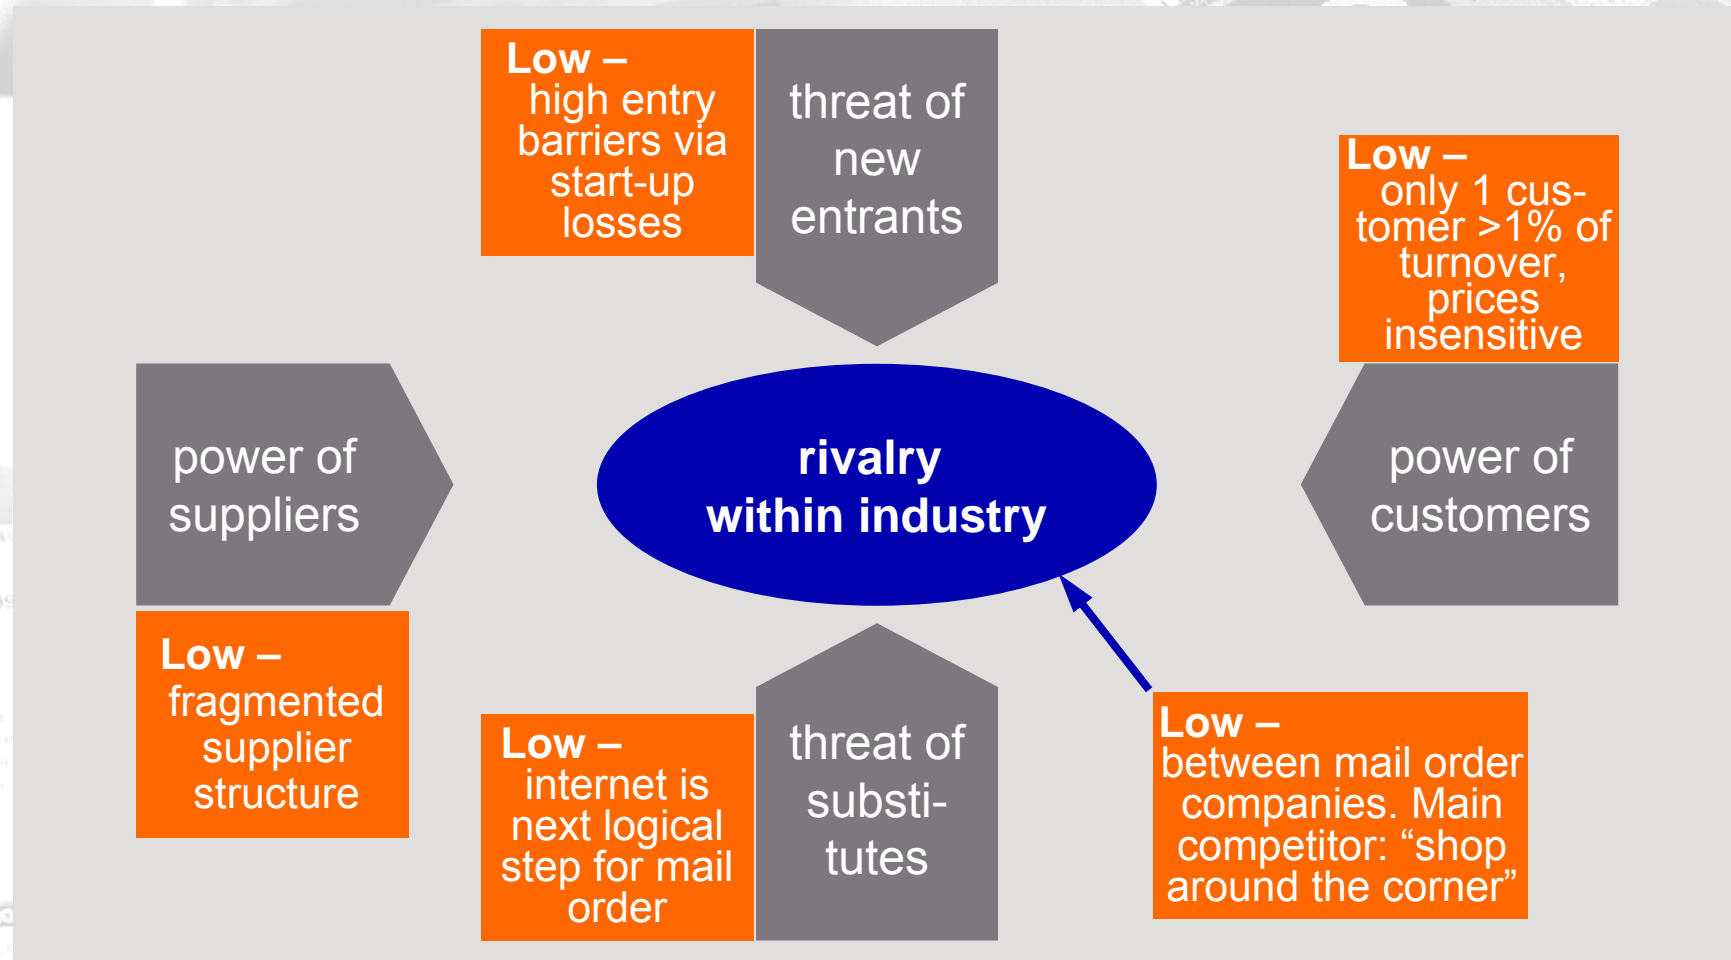 Low –
high entry
barriers via
start-up
losses
threat of
new
entrants
Low –
only 1 cus-
tomer >1% of
turnover,
prices
insensitive
power of
suppliers
rivalry
within industry
power of
customers
Low –
fragmented
supplier
structure
Low –
internet is
next logical
step for mail
order
threat of
substi-
tutes
Low –
between mail order
companies. Main
competitor: “shop
around the corner”